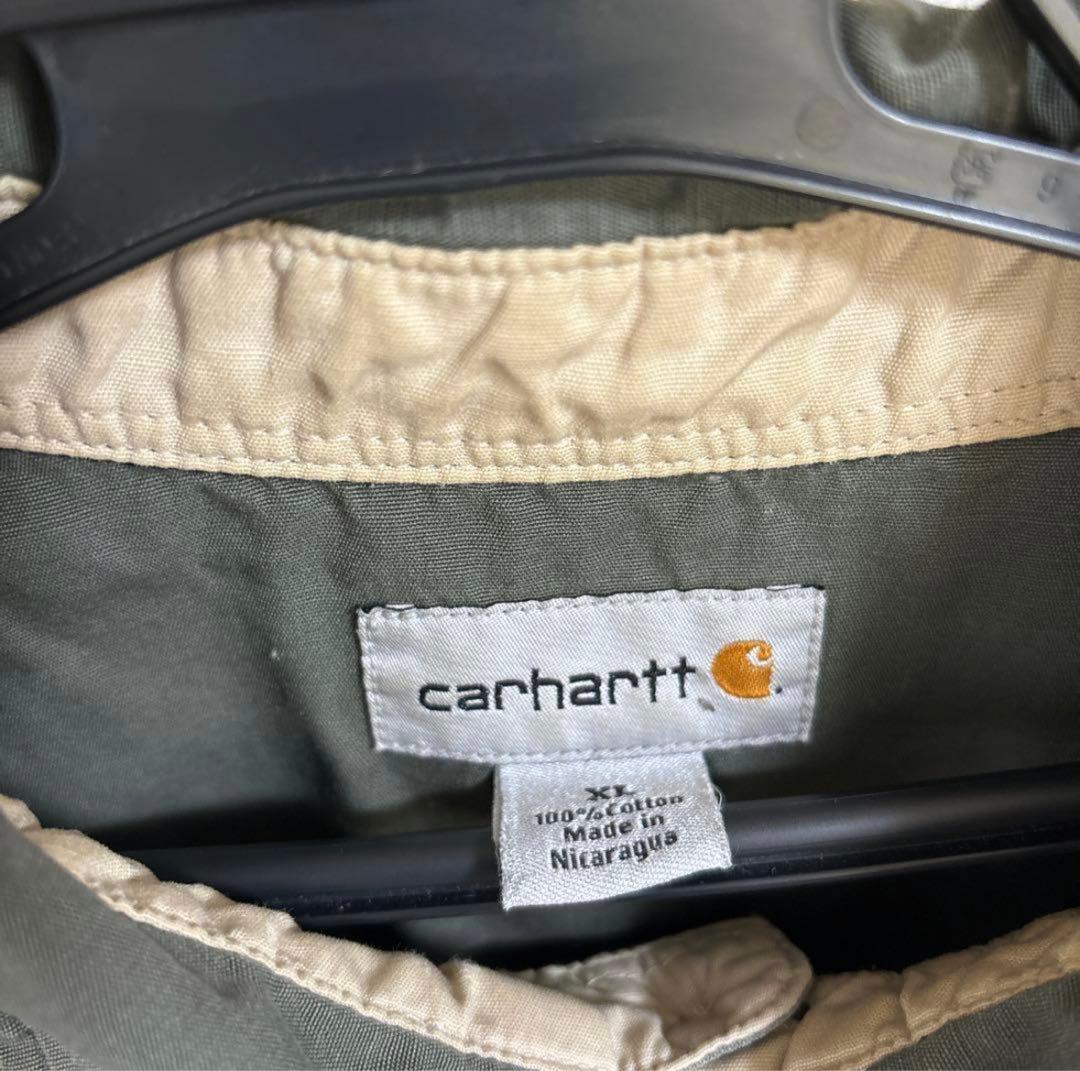 carhartt
XL
100% Cotton
Made in
Nicaragua